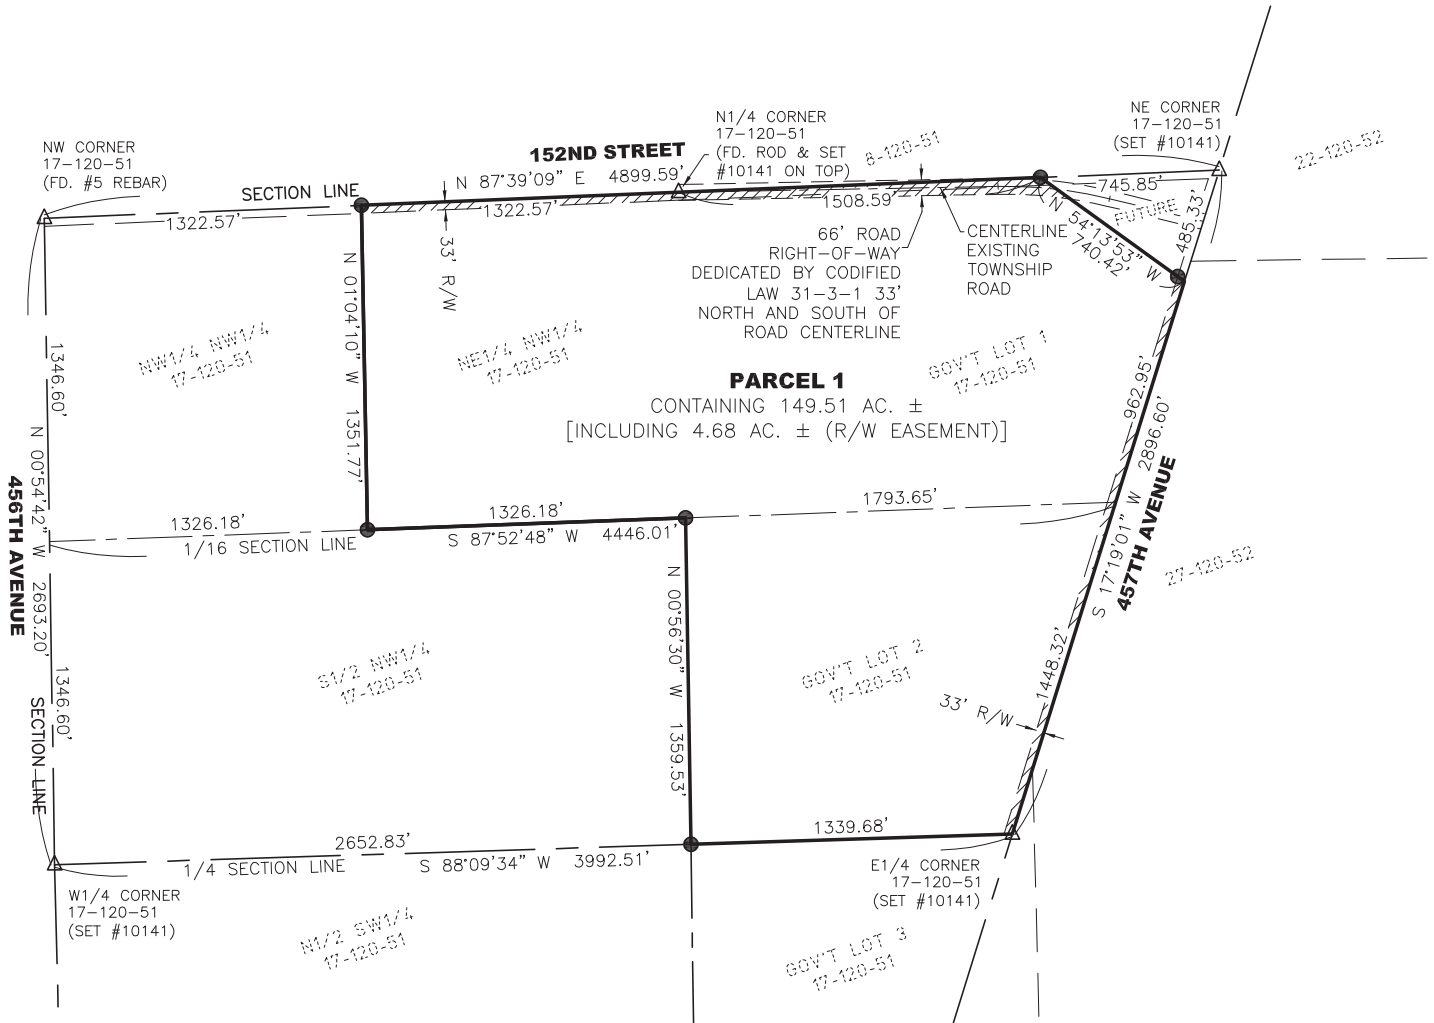 NW CORNER
17-120-51
(FD. #5 REBAR)
SECTION LINE
1322.57'
152ND STREET
N 87°39'09" E 4899.59'
1322.57'
N1/4 CORNER
17-120-51
(FD. ROD & SET
#10141 ON TOP)
8-120-51
1508.59'
NE CORNER
17-120-51
(SET #10141)
22-120-52
745.85'
FUTURE
N 54°13'53" W
740.42'
485.33'
33' R/W
66' ROAD
RIGHT-OF-WAY
DEDICATED BY CODIFIED
LAW 31-3-1 33'
NORTH AND SOUTH OF
ROAD CENTERLINE
CENTERLINE
EXISTING
TOWNSHIP
ROAD
N 01°04'10" W 1351.77'
1346.60'
NW1/4 NW1/4
17-120-51
NE1/4 NW1/4
17-120-51
GOV'T LOT 1
17-120-51
PARCEL 1
CONTAINING 149.51 AC. ±
[INCLUDING 4.68 AC. ± (R/W EASEMENT)]
962.95'
S 17°19'01" W 2896.60'
457TH AVENUE
456TH AVENUE
N 00°54'42" W 2693.20'
1326.18'
1/16 SECTION LINE
1326.18'
S 87°52'48" W 4446.01'
1793.65'
27-120-52
N 00°56'30" W 1359.53'
S1/2 NW1/4
17-120-51
GOV'T LOT 2
17-120-51
1448.32'
33' R/W
1346.60'
SECTION LINE
2652.83'
1/4 SECTION LINE
S 88°09'34" W 3992.51'
1339.68'
W1/4 CORNER
17-120-51
(SET #10141)
E1/4 CORNER
17-120-51
(SET #10141)
N1/2 SW1/4
17-120-51
GOV'T LOT 3
17-120-51